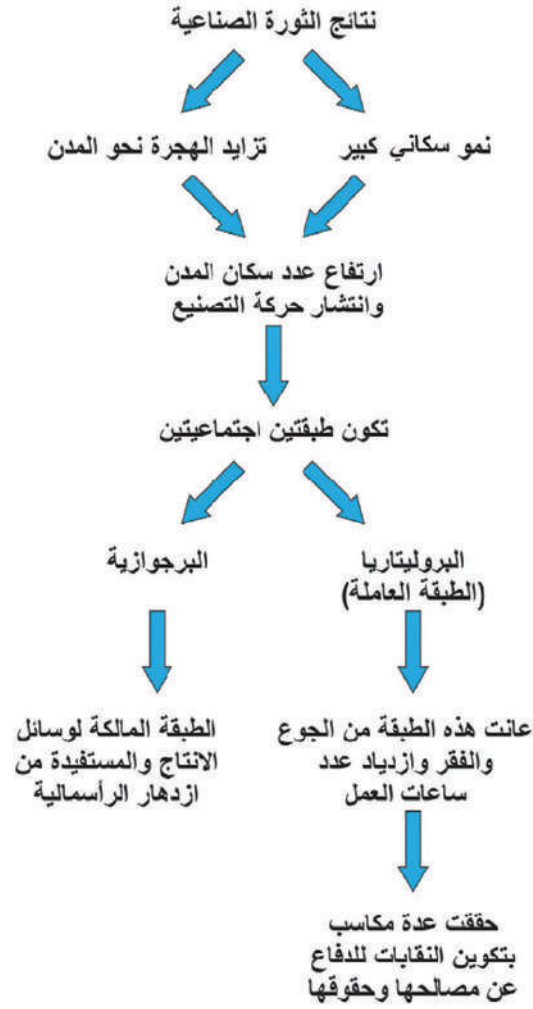 نتائج الثورة الصناعية
نمو سكاني كبير
تزايد الهجرة نحو المدن
ارتفاع عدد سكان المدن
وانتشار حركة التصنيع
تكون طبقتين اجتماعيتين
البروليتاريا
(الطبقة العاملة)
البرجوازية
عانت هذه الطبقة من الجوع
والفقر وازدياد عدد
ساعات العمل
الطبقة المالكة لوسائل
الانتاج والمستفيدة من
ازدهار الرأسمالية
حققت عدة مكاسب
بتكوين النقابات للدفاع
عن مصالحها وحقوقها